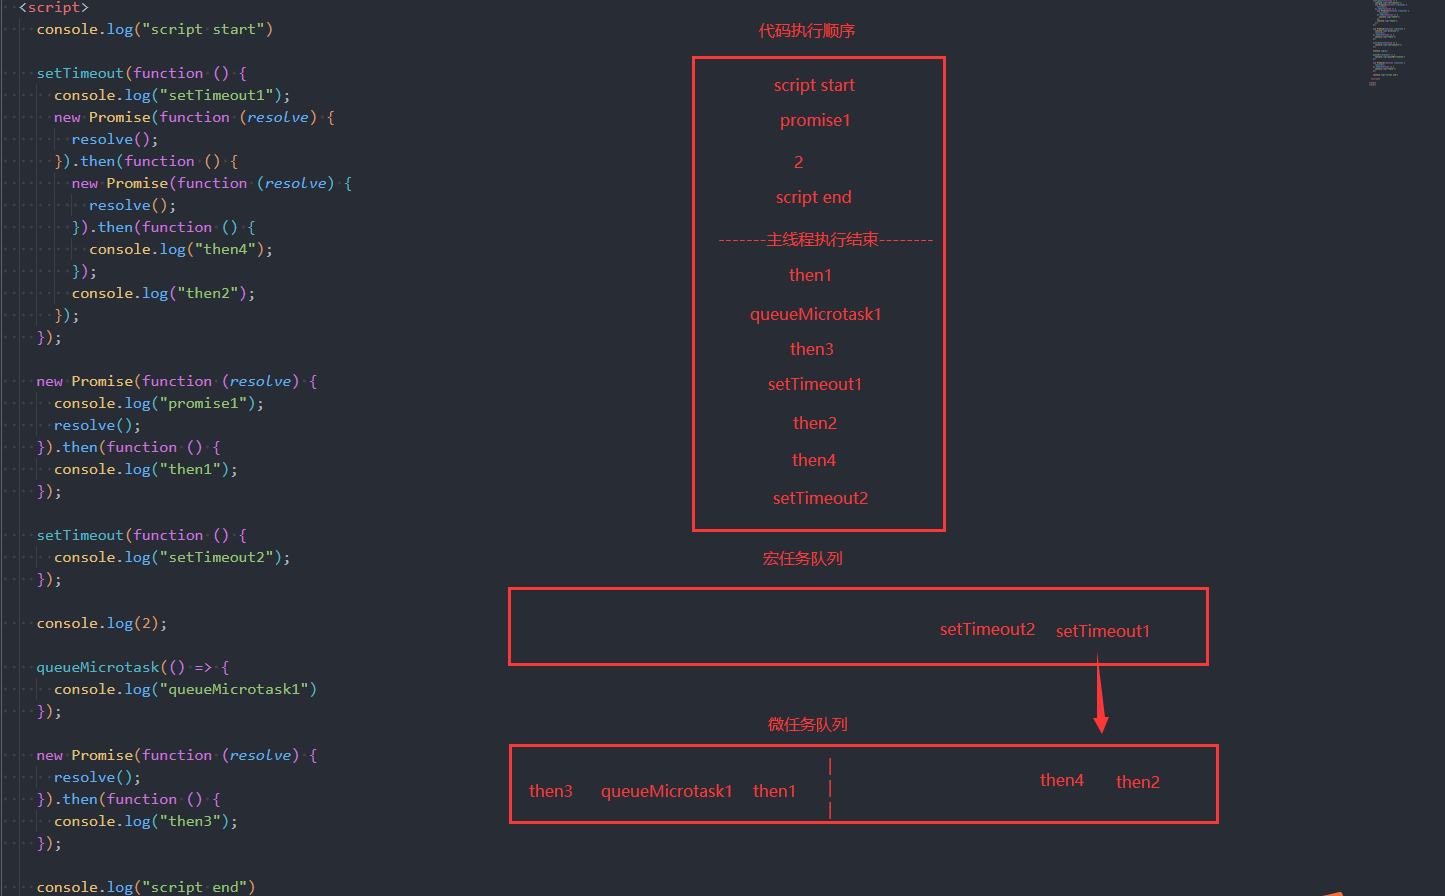 <script>
console.log("script start")
setTimeout(function () {
console.log("setTimeout1");
new Promise(function (resolve) {
resolve();
}).then(function () {
new Promise(function (resolve) {
resolve();
}).then(function () {
console.log("then4");
});
console.log("then2");
});
});
new Promise(function (resolve) {
console.log("promise1");
resolve();
}).then(function () {
console.log("then1");
});
setTimeout(function () {
console.log("setTimeout2");
});
console.log(2);
queueMicrotask(() => {
console.log("queueMicrotask1")
});
new Promise(function (resolve) {
resolve();
}).then(function () {
console.log("then3");
});
console.log("script end")
代码执行顺序
script start
promise1
2
script end
-------主线程执行结束--------
then1
queueMicrotask1
then3
setTimeout1
then2
then4
setTimeout2
宏任务队列
setTimeout2 setTimeout1
微任务队列
then3 queueMicrotask1 then1 then4 then2